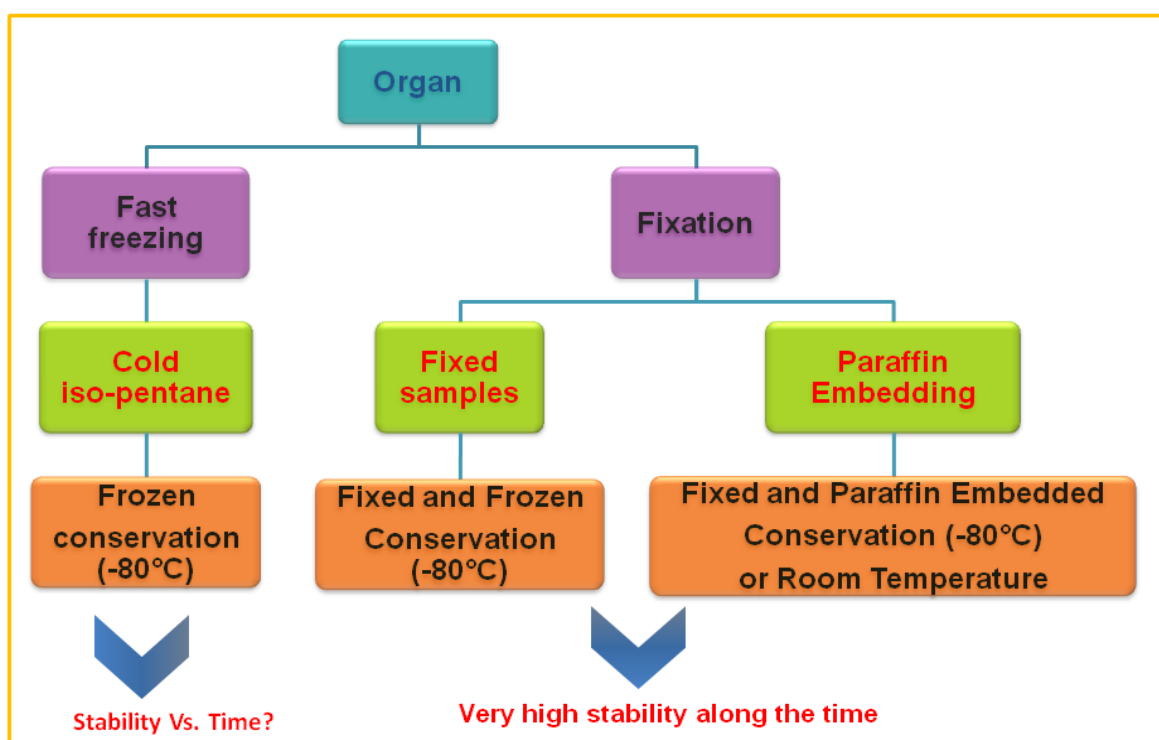 Organ
Fast
freezing
Fixation
Cold
iso-pentane
Fixed
samples
Paraffin
Embedding
Frozen
conservation
(-80°C)
Fixed and Frozen
Conservation
(-80°C)
Fixed and Paraffin Embedded
Conservation (-80°C)
or Room Temperature
Stability Vs. Time?
Very high stability along the time